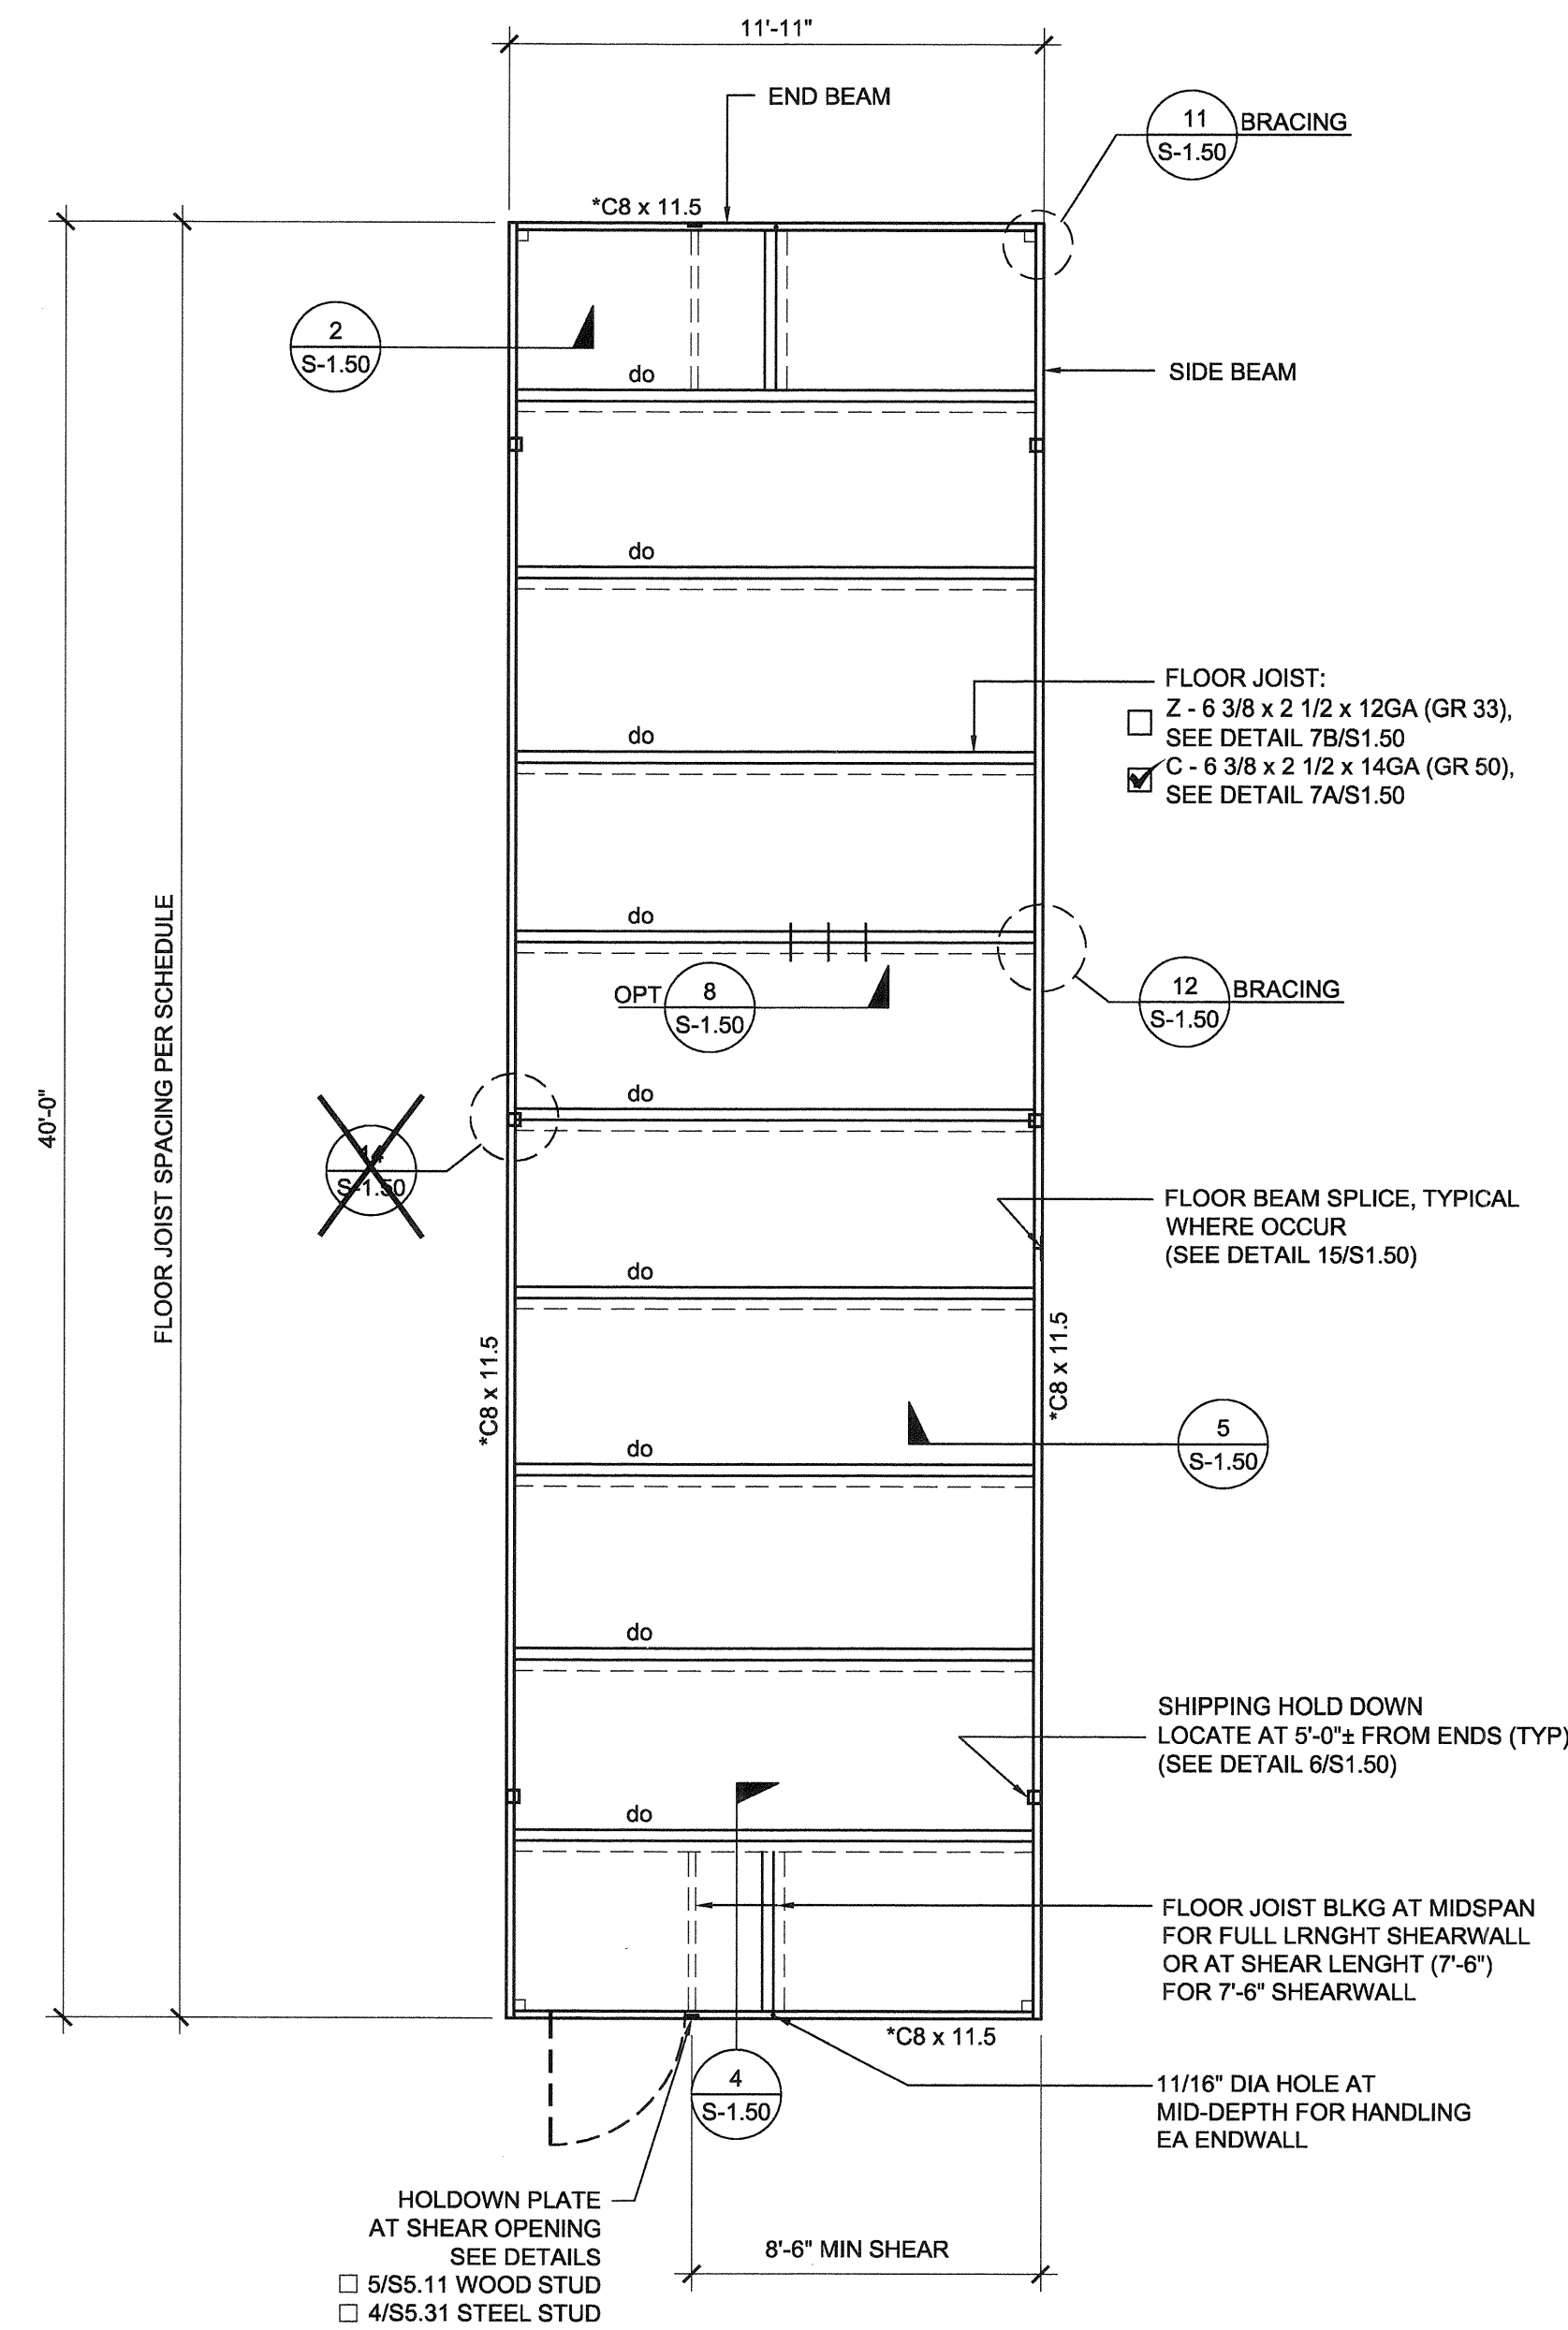 11'-11"
END BEAM
11
S-1.50
BRACING
*C8 x 11.5
2
S-1.50
do
SIDE BEAM
do
FLOOR JOIST:
Z - 6 3/8 x 2 1/2 x 12GA (GR 33),
SEE DETAIL 7B/S1.50
C - 6 3/8 x 2 1/2 x 14GA (GR 50),
SEE DETAIL 7A/S1.50
do
do
OPT
8
S-1.50
12
S-1.50
BRACING
40'-0"
FLOOR JOIST SPACING PER SCHEDULE
do
14
S-1.50
FLOOR BEAM SPLICE, TYPICAL
WHERE OCCUR
(SEE DETAIL 15/S1.50)
do
*C8 x 11.5
*C8 x 11.5
5
S-1.50
do
do
SHIPPING HOLD DOWN
LOCATE AT 5'-0"± FROM ENDS (TYP)
(SEE DETAIL 6/S1.50)
do
FLOOR JOIST BLKG AT MIDSPAN
FOR FULL LRNGHT SHEARWALL
OR AT SHEAR LENGHT (7'-6")
FOR 7'-6" SHEARWALL
*C8 x 11.5
4
S-1.50
11/16" DIA HOLE AT
MID-DEPTH FOR HANDLING
EA ENDWALL
HOLDOWN PLATE
AT SHEAR OPENING
SEE DETAILS
5/S5.11 WOOD STUD
4/S5.31 STEEL STUD
8'-6" MIN SHEAR